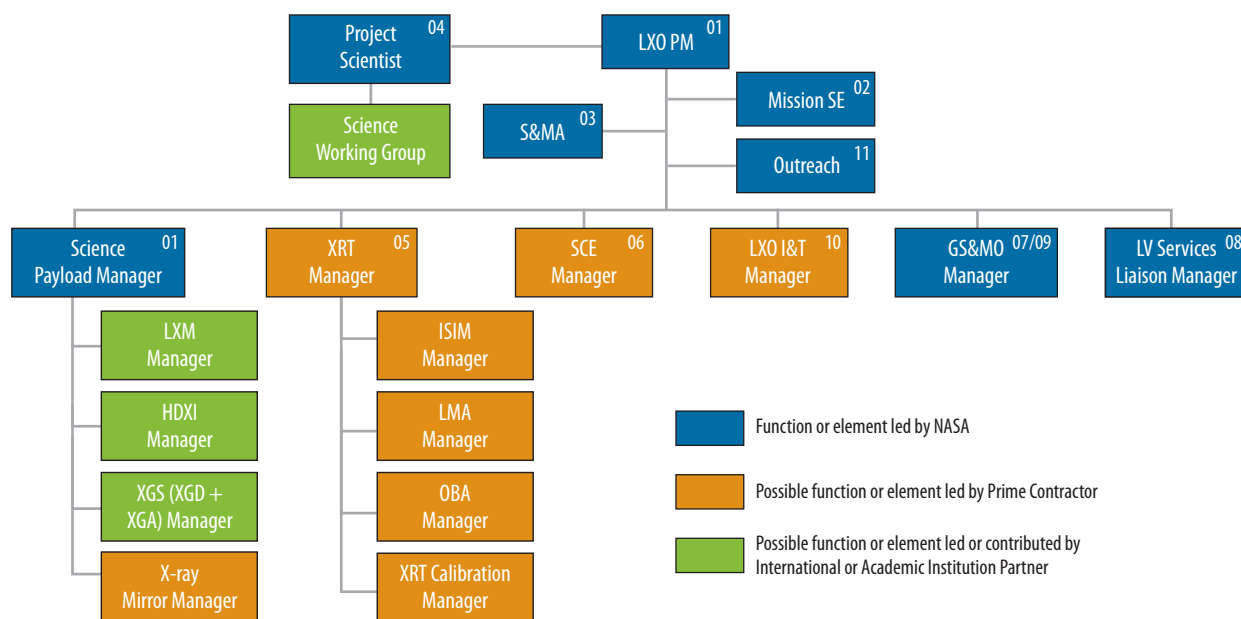 Project
Scientist
04
LXO PM
01
Mission SE
02
S&MA
03
Science
Working Group
Outreach
11
Science
Payload Manager
01
XRT
Manager
05
SCE
Manager
06
LXO I&T
Manager
10
GS&MO
Manager
07/09
LV Services
Liaison Manager
08
LXM
Manager
HDXI
Manager
XGS (XGD +
XGA) Manager
X-ray
Mirror Manager
ISIM
Manager
LMA
Manager
OBA
Manager
XRT Calibration
Manager
Function or element led by NASA
Possible function or element led by Prime Contractor
Possible function or element led or contributed by
International or Academic Institution Partner